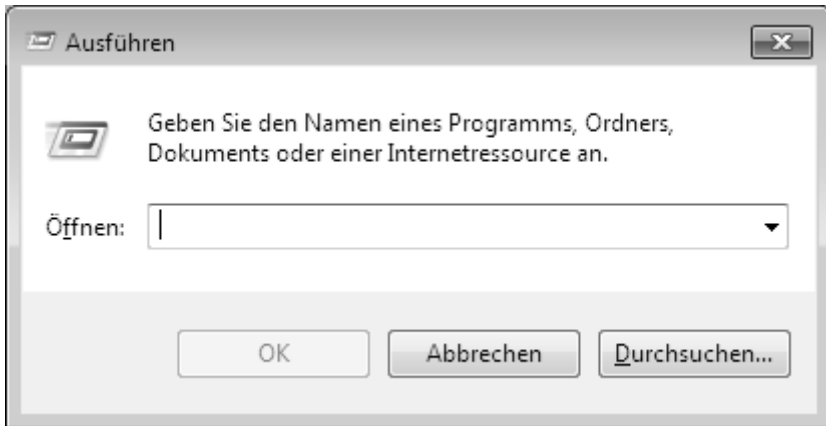 Ausführen
Geben Sie den Namen eines Programms, Ordners,
Dokuments oder einer Internetressource an.
Öffnen:
OK Abbrechen Durchsuchen...